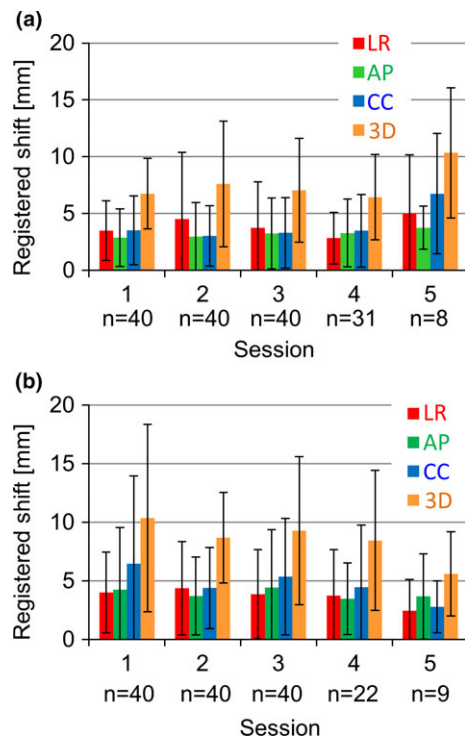 (a)
20
15
10
5
0
Registered shift [mm]
LR
AP
CC
3D
1 2 3 4 5
n=40 n=40 n=40 n=31 n=8
Session
(b)
20
15
10
5
0
Registered shift [mm]
LR
AP
CC
3D
1 2 3 4 5
n=40 n=40 n=40 n=22 n=9
Session